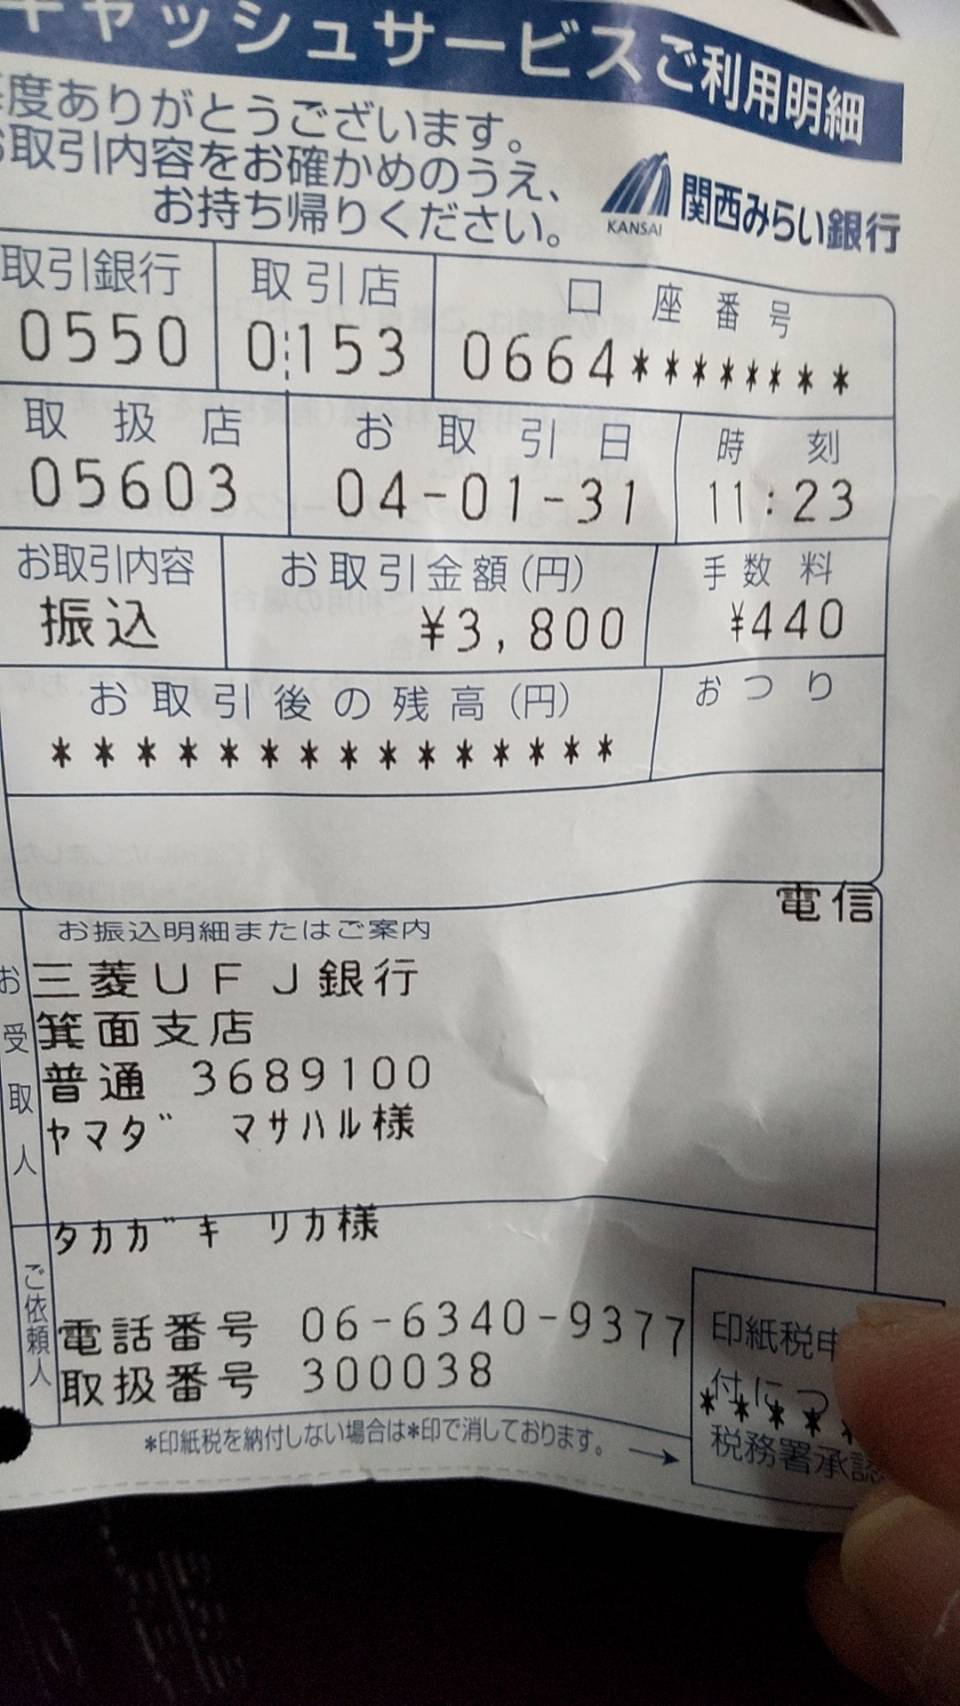 キャッシュサービスご利用明細
毎度ありがとうございます。
お取引内容をお確かめのうえ、
お持ち帰りください。
KANSAI 関西みらい銀行
取引銀行 取引店 口座番号
0550 0153 0664*******
取扱店 お取引日 時刻
05603 04-01-31 11:23
お取引内容 お取引金額(円) 手数料
振込 ¥3,800 ¥440
お取引後の残高(円) おつり
***************
電信
お振込明細またはご案内
お受取人
三菱UFJ銀行
箕面支店
普通 3689100
ヤマダ マサハル様
ご依頼人
タカガキ リカ様
電話番号 06-6340-9377
取扱番号 300038
印紙税申
付につ
****
税務署承認
*印紙税を納付しない場合は*印で消しております。